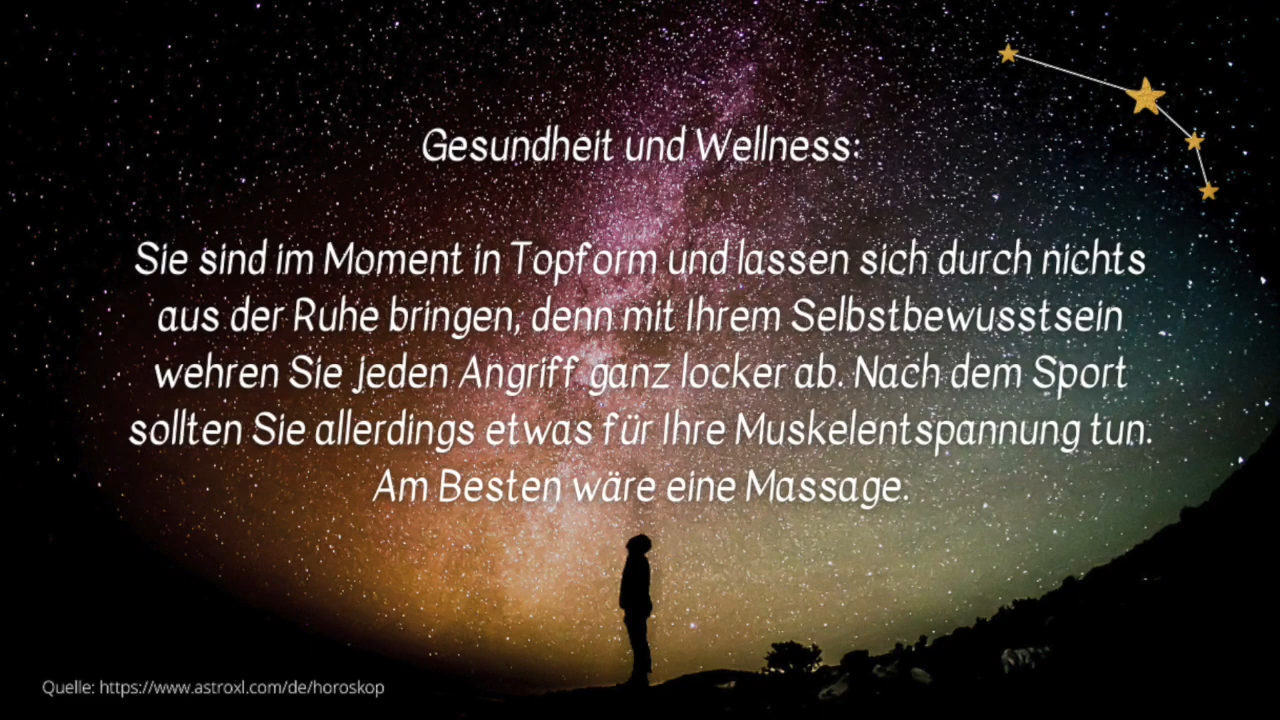 Gesundheit und Wellness:
Sie sind im Moment in Topform und lassen sich durch nichts
aus der Ruhe bringen, denn mit Ihrem Selbstbewusstsein
wehren Sie jeden Angriff ganz locker ab. Nach dem Sport
sollten Sie allerdings etwas für Ihre Muskelentspannung tun.
Am Besten wäre eine Massage.
Quelle: https://www.astroxl.com/de/horoskop